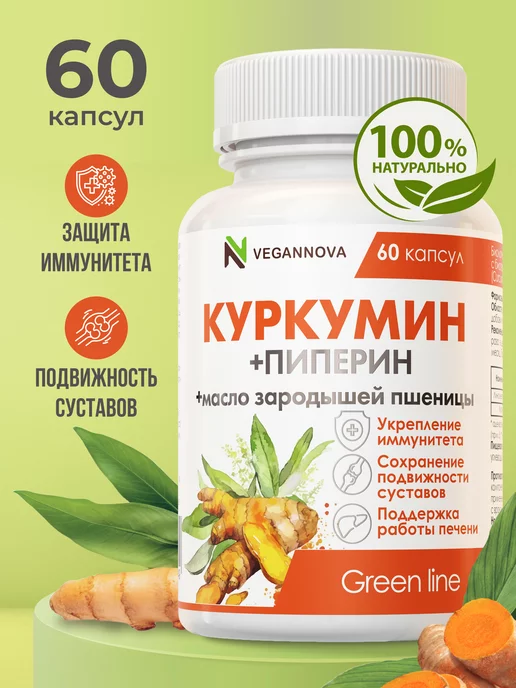 60
капсул
ЗАЩИТА
ИММУНИТЕТА
ПОДВИЖНОСТЬ
СУСТАВОВ
100%
НАТУРАЛЬНО
VEGANNOVA
60 капсул
КУРКУМИН
+ПИПЕРИН
+масло зародышей пшеницы
Укрепление
иммунитета
Сохранение
подвижности
суставов
Поддержка
работы печени
Green line